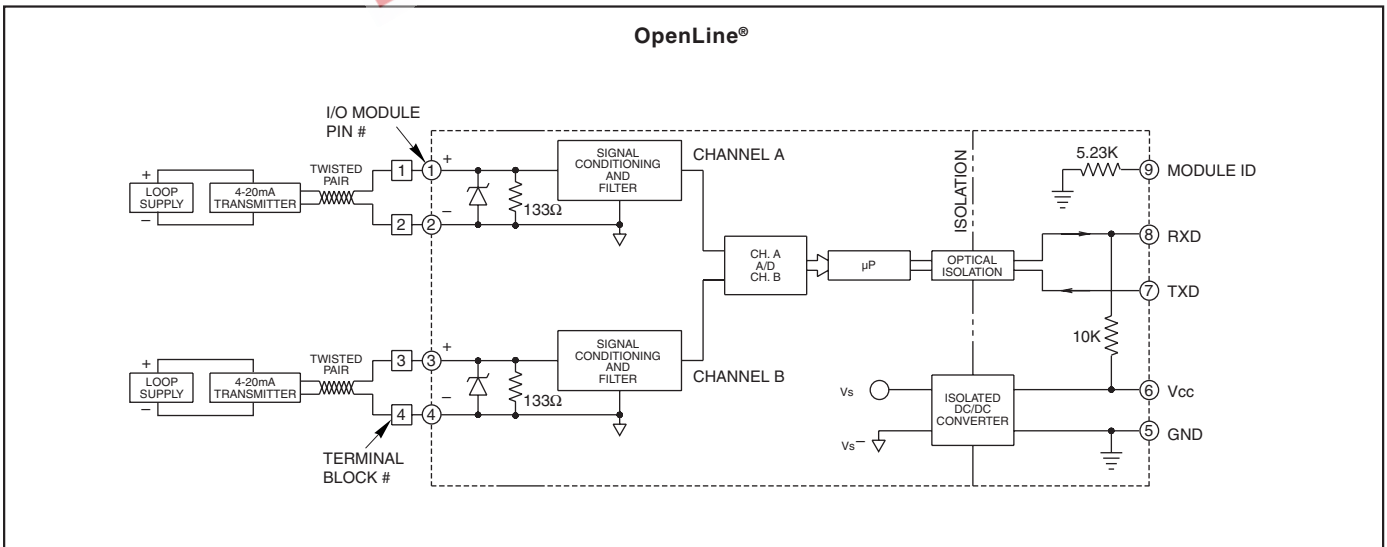 OpenLine®
I/O MODULE
PIN #
TWISTED
PAIR
+
LOOP
SUPPLY
–
4-20mA
TRANSMITTER
1
1
+
2
2
–
133Ω
SIGNAL
CONDITIONING
AND
FILTER
CHANNEL A
CH. A
A/D
CH. B
µP
ISOLATION
OPTICAL
ISOLATION
5.23K
9
MODULE ID
8
RXD
7
TXD
10K
6
Vcc
5
GND
Vs
Vs–
ISOLATED
DC/DC
CONVERTER
TWISTED
PAIR
+
LOOP
SUPPLY
–
4-20mA
TRANSMITTER
3
3
+
4
4
–
133Ω
SIGNAL
CONDITIONING
AND
FILTER
CHANNEL B
TERMINAL
BLOCK #